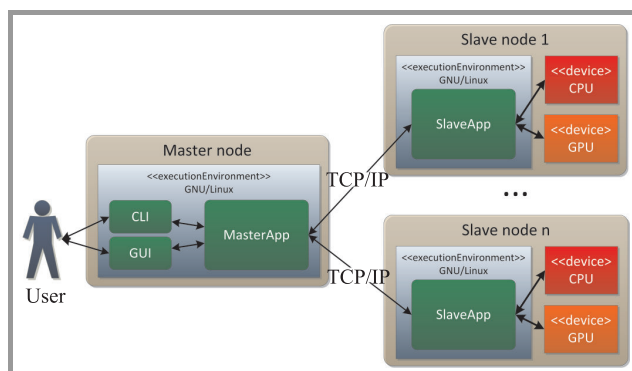 Slave node 1
<<executionEnvironment>>
GNU/Linux
SlaveApp
<<device>
CPU
<<device>
GPU
Master node
<<executionEnvironment>>
GNU/Linux
CLI
GUI
MasterApp
User
TCP/IP
TCP/IP
...
Slave node n
<<executionEnvironment>>
GNU/Linux
SlaveApp
<<device>
CPU
<<device>
GPU